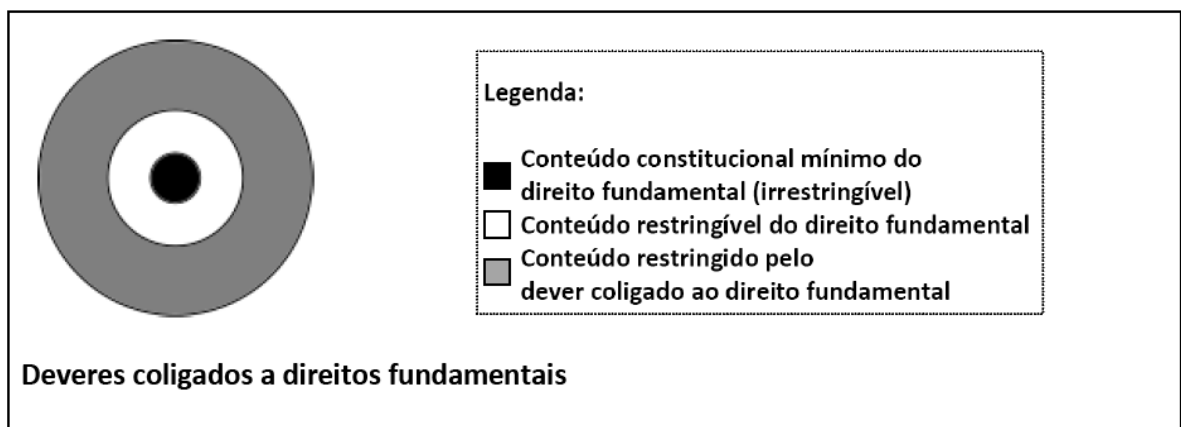 Legenda:
Conteúdo constitucional mínimo do
direito fundamental (irrestringível)
Conteúdo restringível do direito fundamental
Conteúdo restringido pelo
dever coligado ao direito fundamental
Deveres coligados a direitos fundamentais